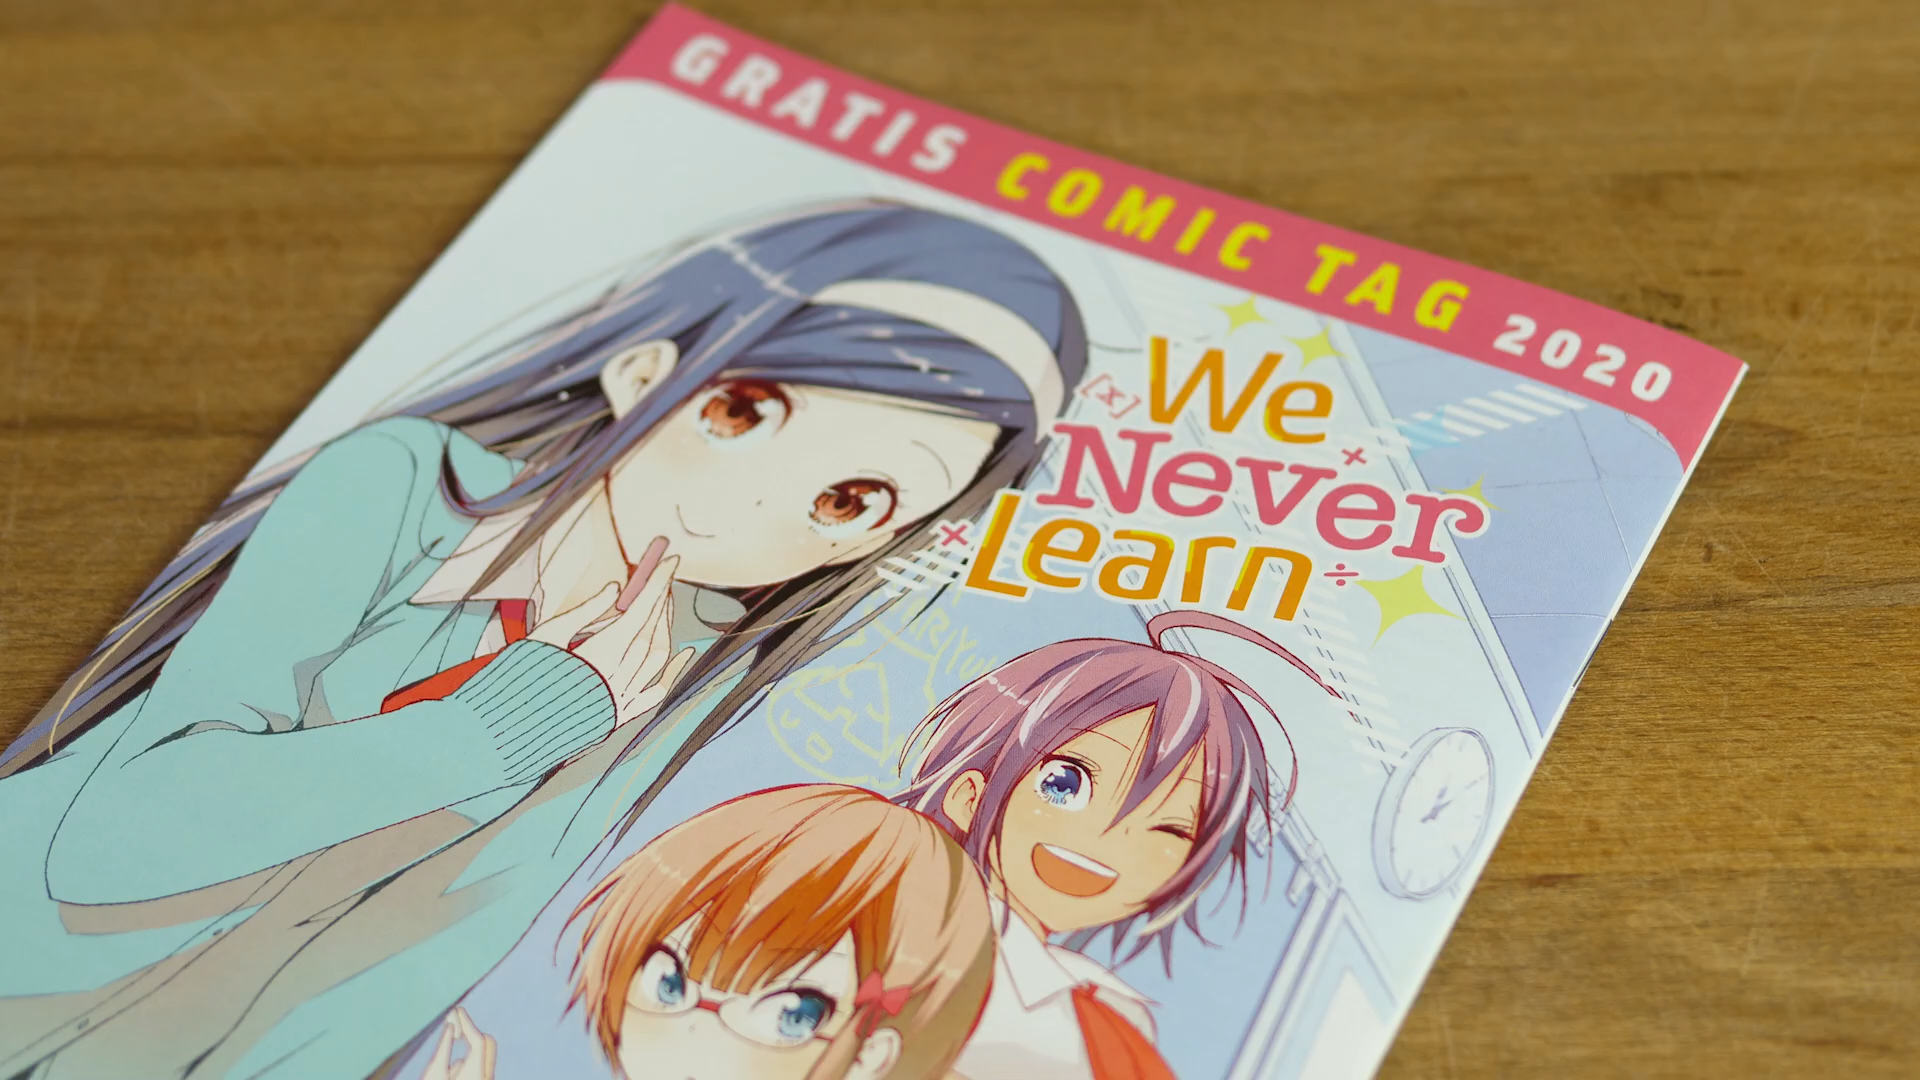 GRATIS COMIC TAG 2020
[x] We
Never
× Learn ÷